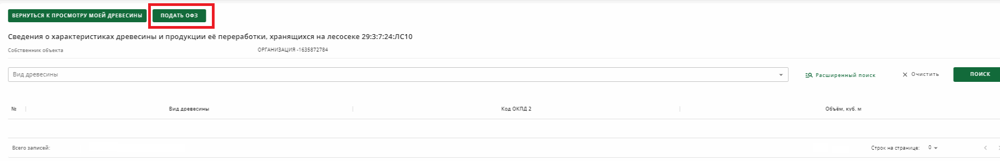 ВЕРНУТЬСЯ К ПРОСМОТРУ МОЕЙ ДРЕВЕСИНЫ ПОДАТЬ ОФЗ
Сведения о характеристиках древесины и продукции её переработки, хранящихся на лесосеке 29:3:7:24:ЛС10
Собственник объекта ОРГАНИЗАЦИЯ -1635872784
Вид древесины Расширенный поиск Очистить ПОИСК
№ Вид древесины Код ОКПД 2 Объём, куб. м
Всего записей: Строк на странице: 0